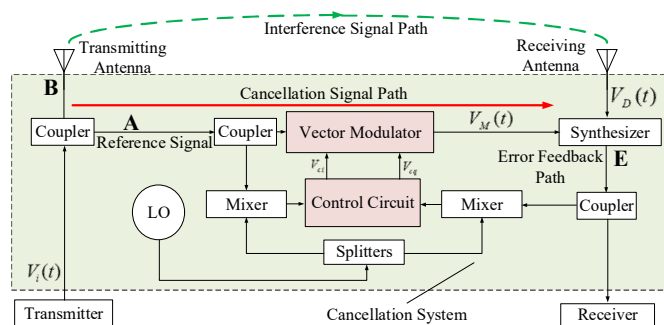 Interference Signal Path
Transmitting
Antenna
Receiving
Antenna
B
Cancellation Signal Path
V_D(t)
Coupler
A
Reference Signal
Coupler
Vector Modulator
V_M(t)
Synthesizer
Error Feedback
Path
E
V_ci
V_cq
LO
Mixer
Control Circuit
Mixer
Coupler
Splitters
V_i(t)
Transmitter
Cancellation System
Receiver